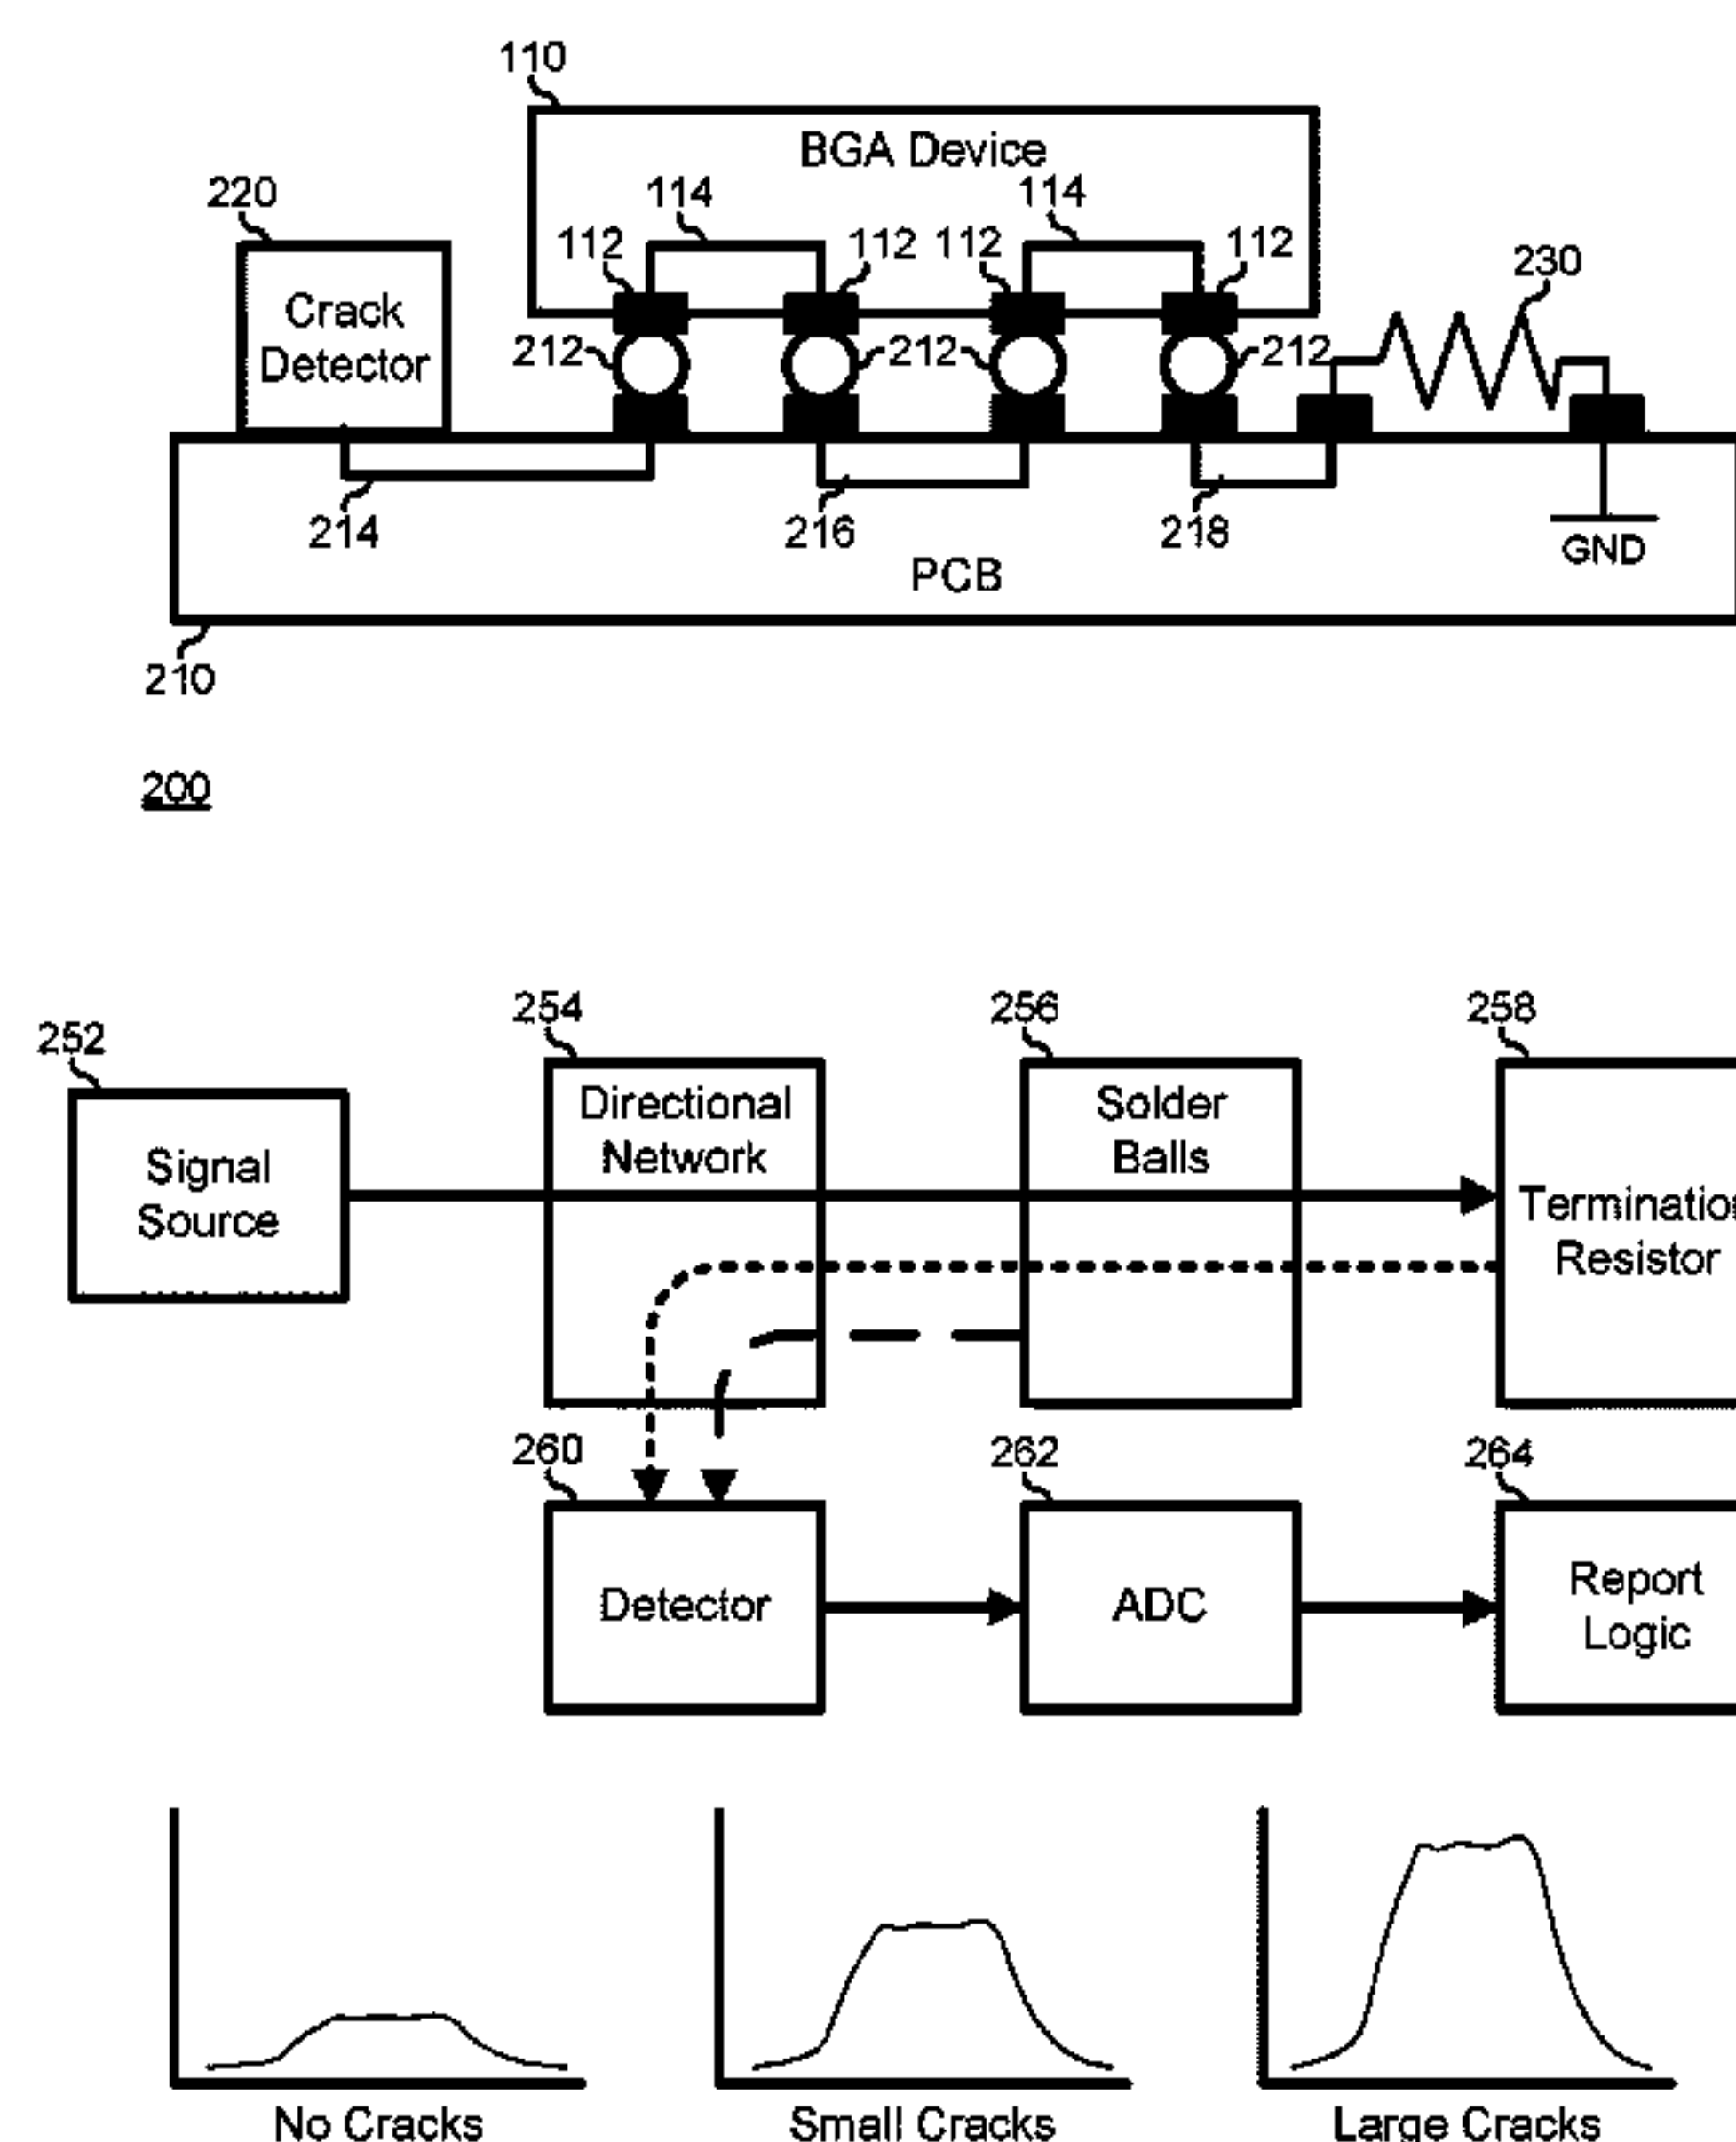 110
BGA Device
220
114
114
112
112
112
112
230
Crack
Detector
212
212
212
214
216
218
GND
PCB
210
200
252
254
256
258
Signal
Source
Directional
Network
Solder
Balls
Terminatio
Resistor
260
262
264
Detector
ADC
Report
Logic
No Cracks
Small Cracks
Large Cracks